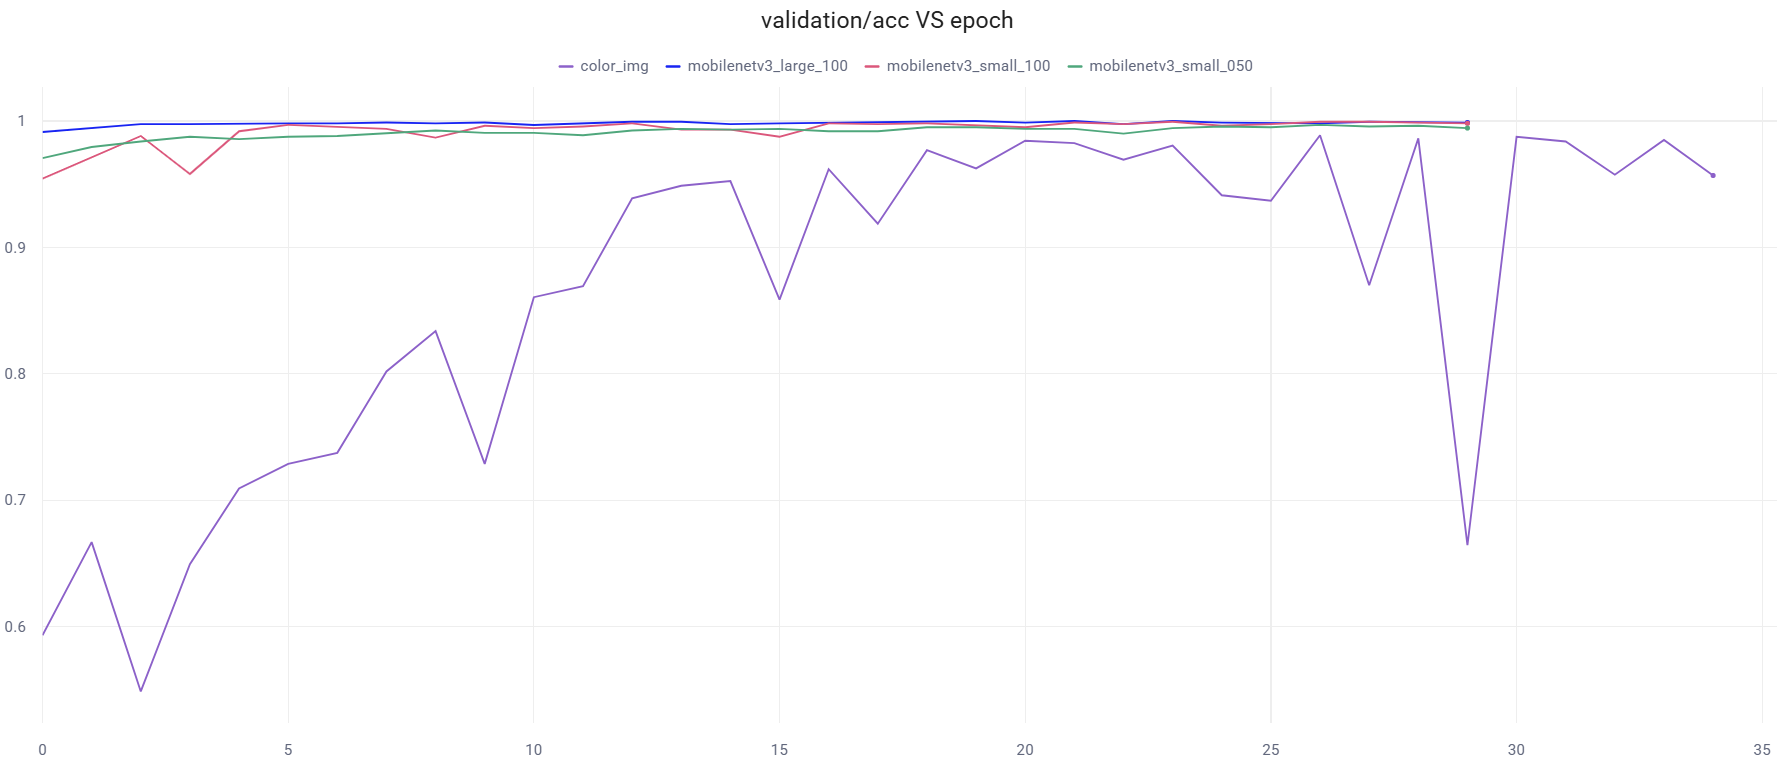 validation/acc VS epoch
color_img mobilenetv3_large_100 mobilenetv3_small_100 mobilenetv3_small_050
1
0.9
0.8
0.7
0.6
0 5 10 15 20 25 30 35